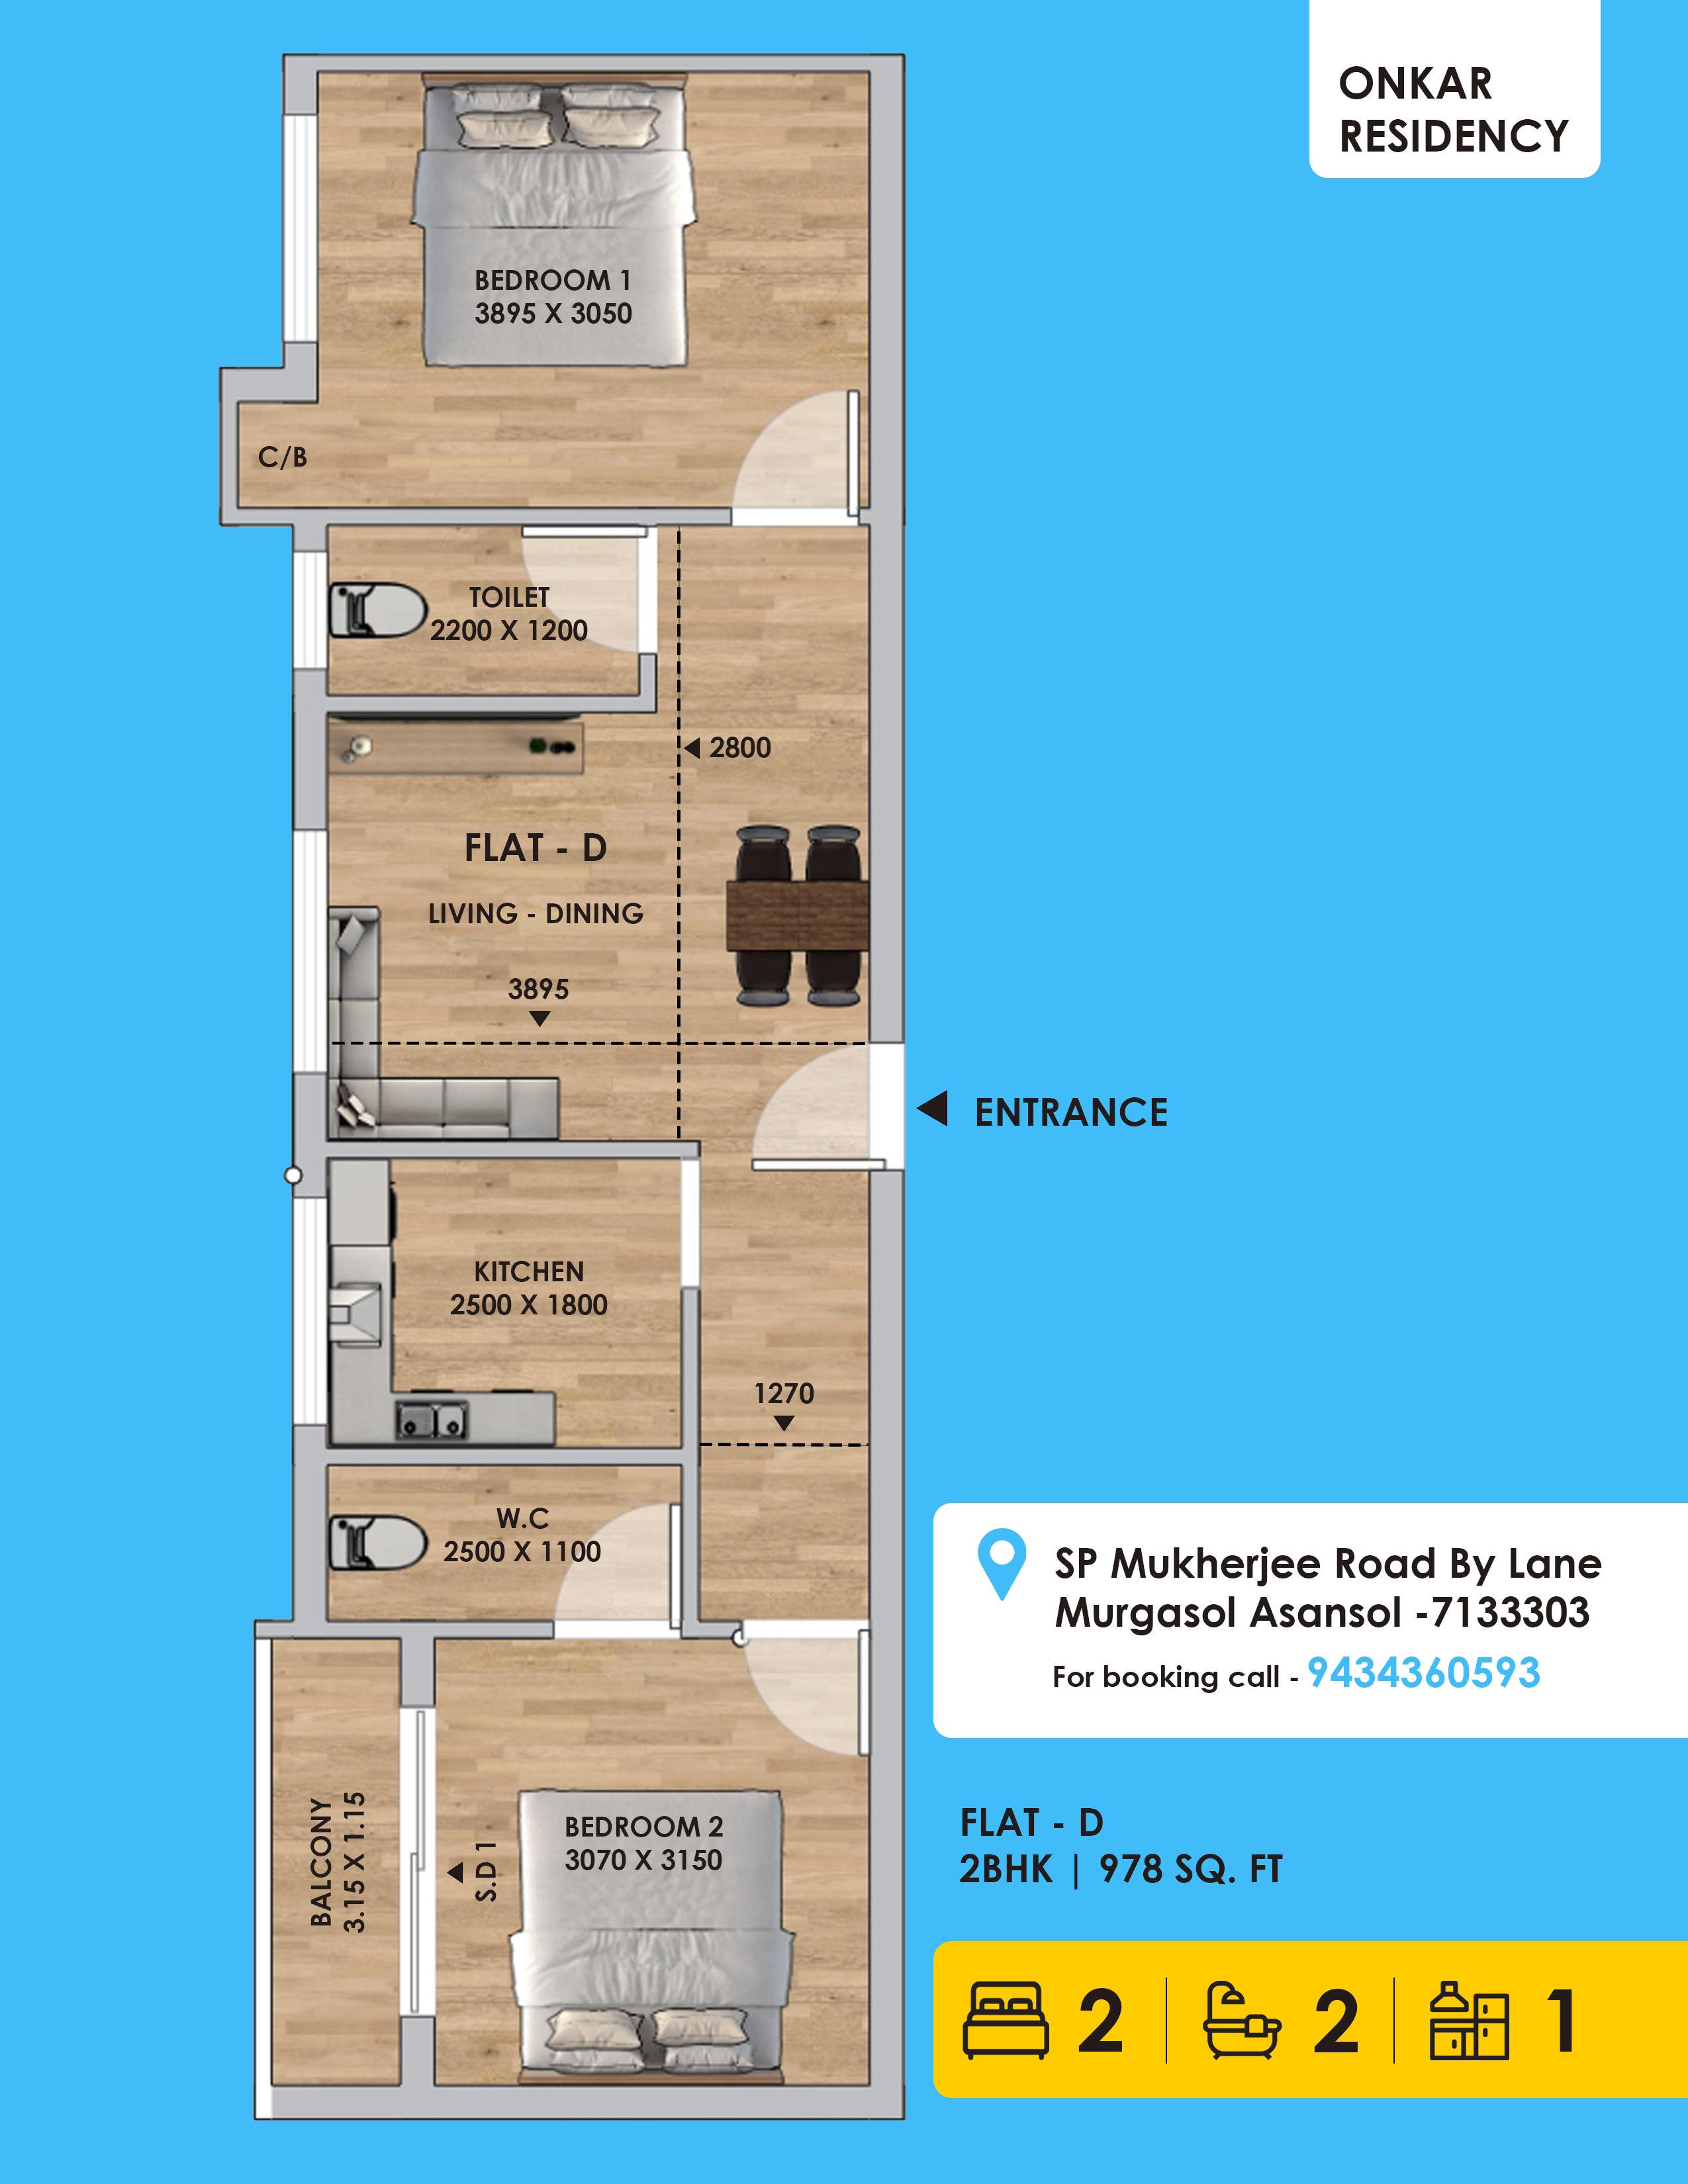 ONKAR
RESIDENCY
BEDROOM 1
3895 X 3050
C/B
TOILET
2200 X 1200
2800
FLAT - D
LIVING - DINING
3895
ENTRANCE
KITCHEN
2500 X 1800
1270
W.C
2500 X 1100
BALCONY
3.15 X 1.15
S.D 1
BEDROOM 2
3070 X 3150
SP Mukherjee Road By Lane
Murgasol Asansol -7133303
For booking call - 9434360593
FLAT - D
2BHK | 978 SQ. FT
2 2 1